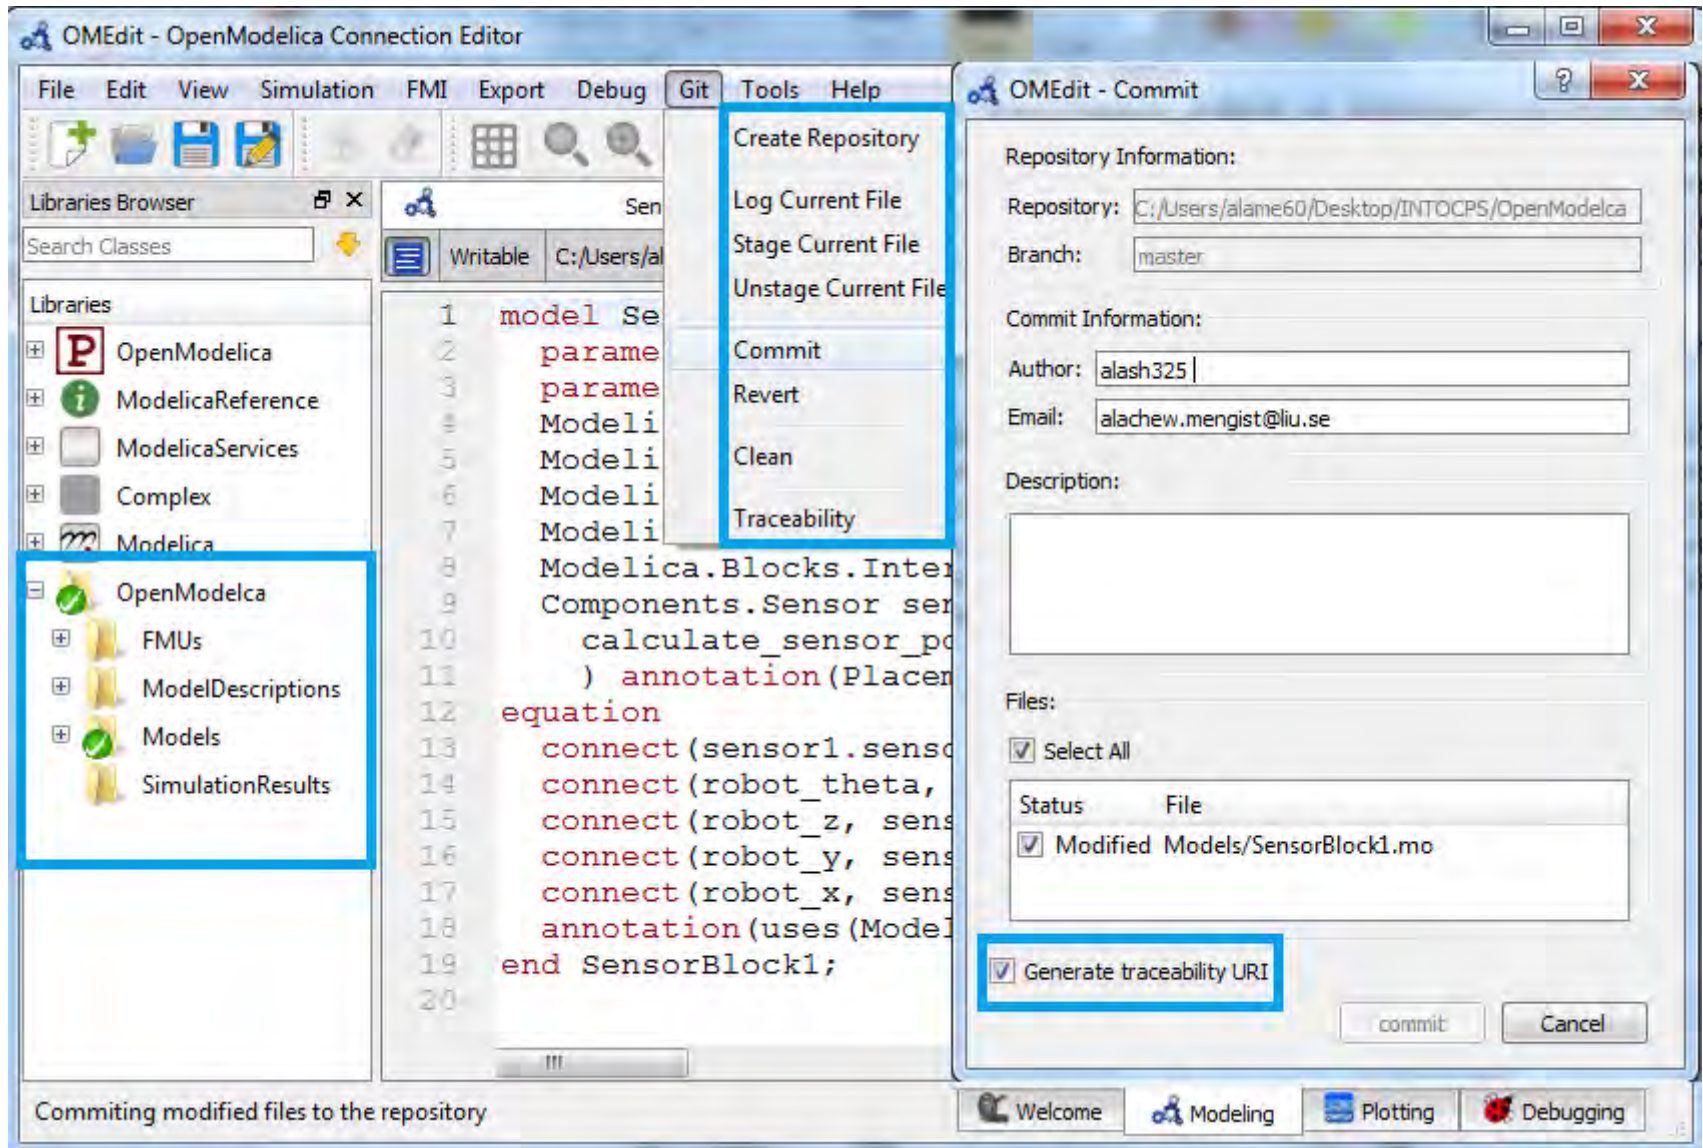 OMEdit - OpenModelica Connection Editor
File Edit View Simulation FMI Export Debug Git Tools Help
Libraries Browser
Search Classes
Libraries
P OpenModelica
i ModelicaReference
ModelicaServices
Complex
Modelica
OpenModelca
FMUs
ModelDescriptions
Models
SimulationResults
Sen
Writable C:/Users/al
1 model Se
2 parame
3 parame
4 Modeli
5 Modeli
6 Modeli
7 Modeli
8 Modelica.Blocks.Inter
9 Components.Sensor sen
10 calculate_sensor_po
11 ) annotation(Placem
12 equation
13 connect(sensor1.senso
14 connect(robot_theta,
15 connect(robot_z, sens
16 connect(robot_y, sens
17 connect(robot_x, sens
18 annotation(uses(Model
19 end SensorBlock1;
20
Create Repository
Log Current File
Stage Current File
Unstage Current File
Commit
Revert
Clean
Traceability
OMEdit - Commit
Repository Information:
Repository: C:/Users/alame60/Desktop/INTOCPS/OpenModelca
Branch: master
Commit Information:
Author: alash325
Email: alachew.mengist@liu.se
Description:
Files:
Select All
Status File
Modified Models/SensorBlock1.mo
Generate traceability URI
commit Cancel
Commiting modified files to the repository
Welcome Modeling Plotting Debugging